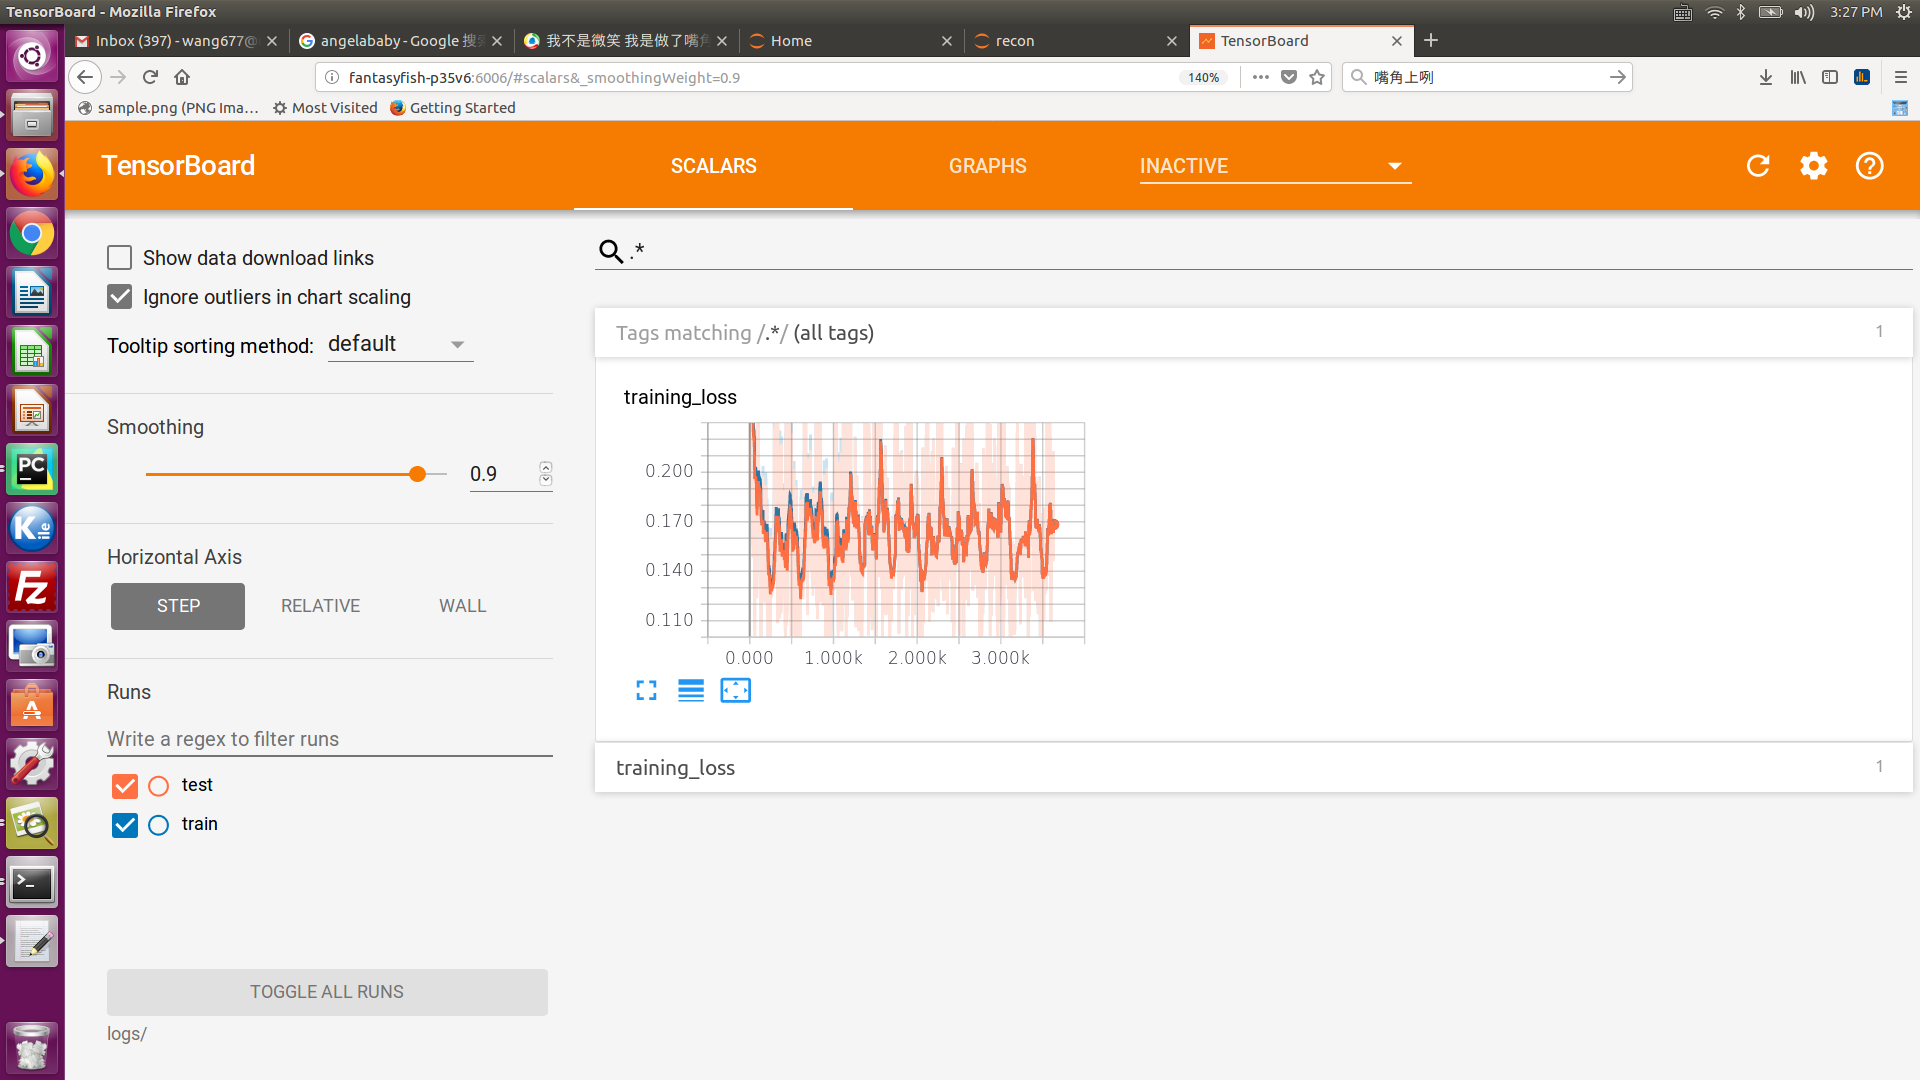 TensorBoard - Mozilla Firefox
3:27 PM
Inbox (397) - wang677@
angelababy - Google 搜
我不是微笑 我是做了嘴
Home
recon
TensorBoard
fantasyfish-p35v6:6006/#scalars&_smoothingWeight=0.9
140%
嘴角上咧
sample.png (PNG Ima...
Most Visited
Getting Started
TensorBoard
SCALARS
GRAPHS
INACTIVE
Show data download links
Ignore outliers in chart scaling
Tooltip sorting method: default
Smoothing
0.9
Horizontal Axis
STEP
RELATIVE
WALL
Runs
Write a regex to filter runs
test
train
TOGGLE ALL RUNS
logs/
.*
Tags matching /.*/ (all tags)
1
training_loss
0.200
0.170
0.140
0.110
0.000
1.000k
2.000k
3.000k
training_loss
1
PC
K ile
Fz